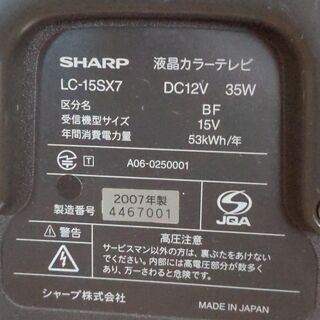 SHARP 液晶カラーテレビ
LC-15SX7 DC12V 35W
区分名 BF
受信機型サイズ 15V
年間消費電力量 53kWh/年
T A06-0250001
製造番号 2007年製
4467001
JQA
警告 高圧注意
サービスマン以外の方は、裏ぶたをあけない
でください。内部には高電圧部分が数多く
あり、万一さわると危険です。
シャープ株式会社 MADE IN JAPAN